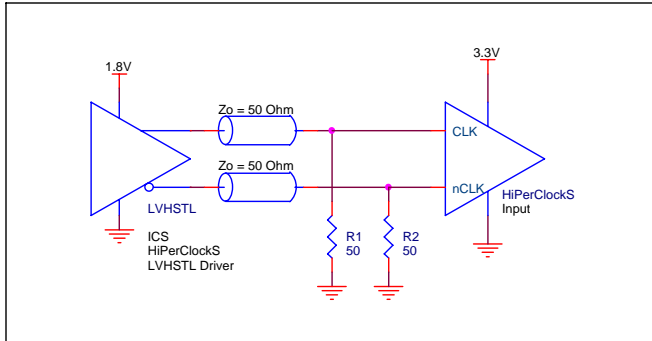 1.8V
3.3V
Zo = 50 Ohm
CLK
Zo = 50 Ohm
nCLK
HiPerClockS
Input
LVHSTL
ICS
HiPerClockS
LVHSTL Driver
R1
50
R2
50